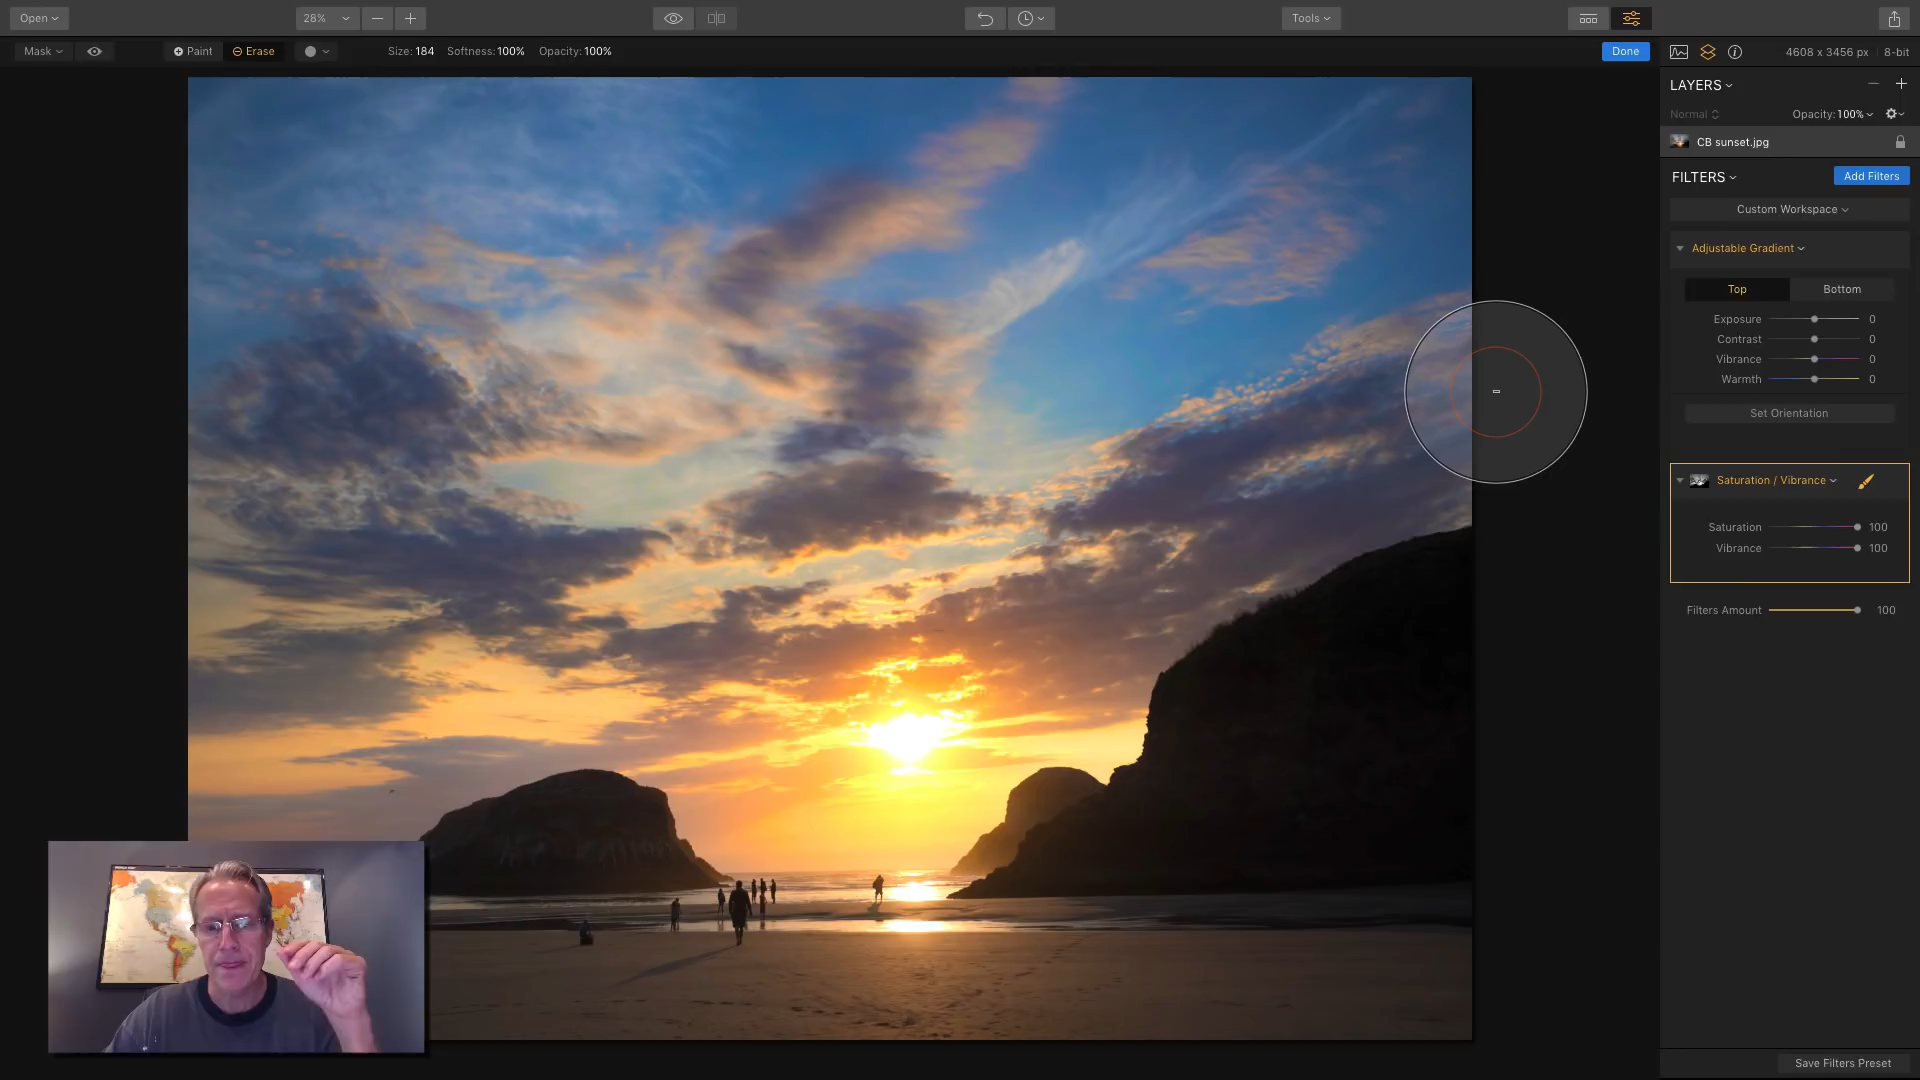 Open
28%
Tools
Mask
Paint
Erase
Size: 184
Softness: 100%
Opacity: 100%
Done
4608 x 3456 px
8-bit
LAYERS
Normal
Opacity: 100%
CB sunset.jpg
FILTERS
Add Filters
Custom Workspace
Adjustable Gradient
Top
Bottom
Exposure 0
Contrast 0
Vibrance 0
Warmth 0
Set Orientation
Saturation / Vibrance
Saturation 100
Vibrance 100
Filters Amount 100
Save Filters Preset